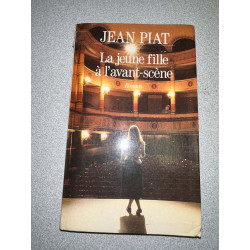 JEAN PIAT
La jeune fille
à l'avant-scène